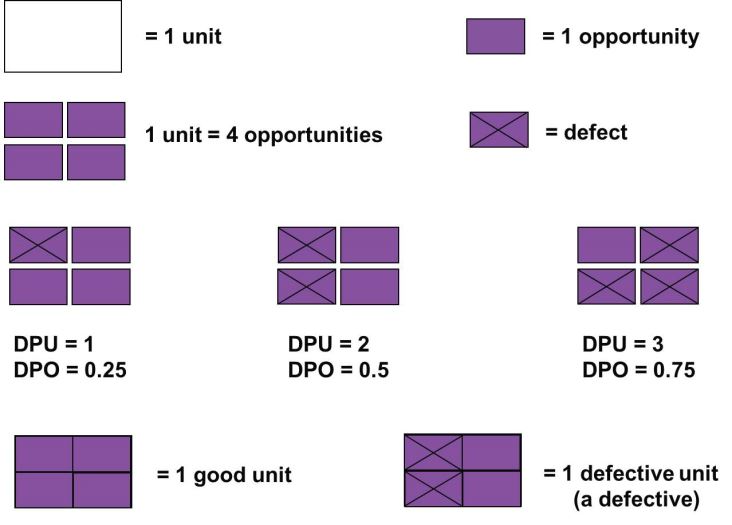 = 1 unit
= 1 opportunity
1 unit = 4 opportunities
= defect
DPU = 1
DPO = 0.25
DPU = 2
DPO = 0.5
DPU = 3
DPO = 0.75
= 1 good unit
= 1 defective unit
(a defective)